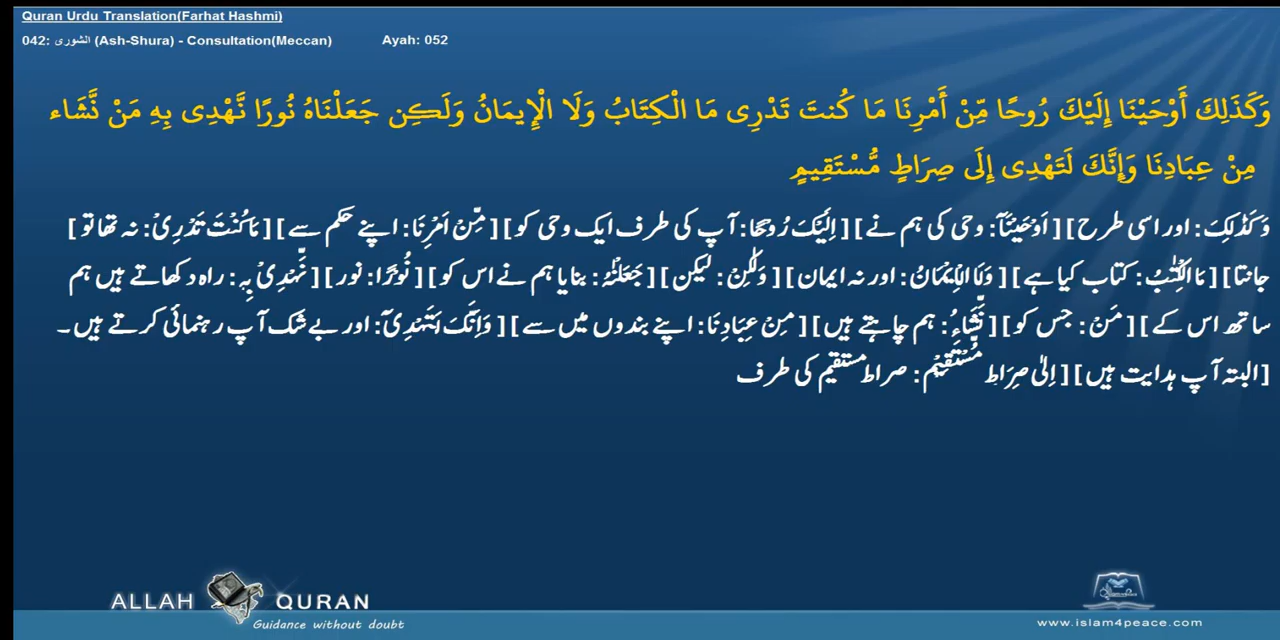 Quran Urdu Translation(Farhat Hashmi)
042: الشورى (Ash-Shura) - Consultation(Meccan) Ayah: 052
وَكَذَلِكَ أَوْحَيْنَا إِلَيْكَ رُوحًا مِّنْ أَمْرِنَا مَا كُنتَ تَدْرِى مَا الْكِتَابُ وَلَا الْإِيمَانُ وَلَكِن جَعَلْنَاهُ نُورًا نَّهْدِى بِهِ مَنْ نَّشَاء
مِنْ عِبَادِنَا وَإِنَّكَ لَتَهْدِى إِلَى صِرَاطٍ مُّسْتَقِيمٍ
وَكَذٰلِكَ: اور اسی طرح] [اَوْحَيْنَآ: وحی کی ہم نے] [اِلَيْكَ رُوحًا: آپ کی طرف ایک وحی کو] [مِّنْ اَمْرِنَا: اپنے حکم سے] [مَا كُنْتَ تَدْرِيْ: نہ تھا تو]
جانتا] [مَا الْكِتٰبُ: کتاب کیا ہے] [وَلَا الْاِيْمَانُ: اور نہ ایمان] [وَلٰكِنْ: لیکن] [جَعَلْنٰهُ: بنایا ہم نے اس کو] [نُوْرًا: نور] [نَّهْدِيْ بِهٖ: راہ دکھاتے ہیں ہم
ساتھ اس کے] [مَنْ: جس کو] [نَّشَاءُ: ہم چاہتے ہیں] [مِنْ عِبَادِنَا: اپنے بندوں میں سے] [وَاِنَّكَ لَتَهْدِيْٓ: اور بے شک آپ رہنمائی کرتے ہیں۔
[البتہ آپ ہدایت ہیں] [اِلٰى صِرَاطٍ مُّسْتَقِيْمٍ: صراط مستقیم کی طرف
ALLAH QURAN
Guidance without doubt
www.islam4peace.com